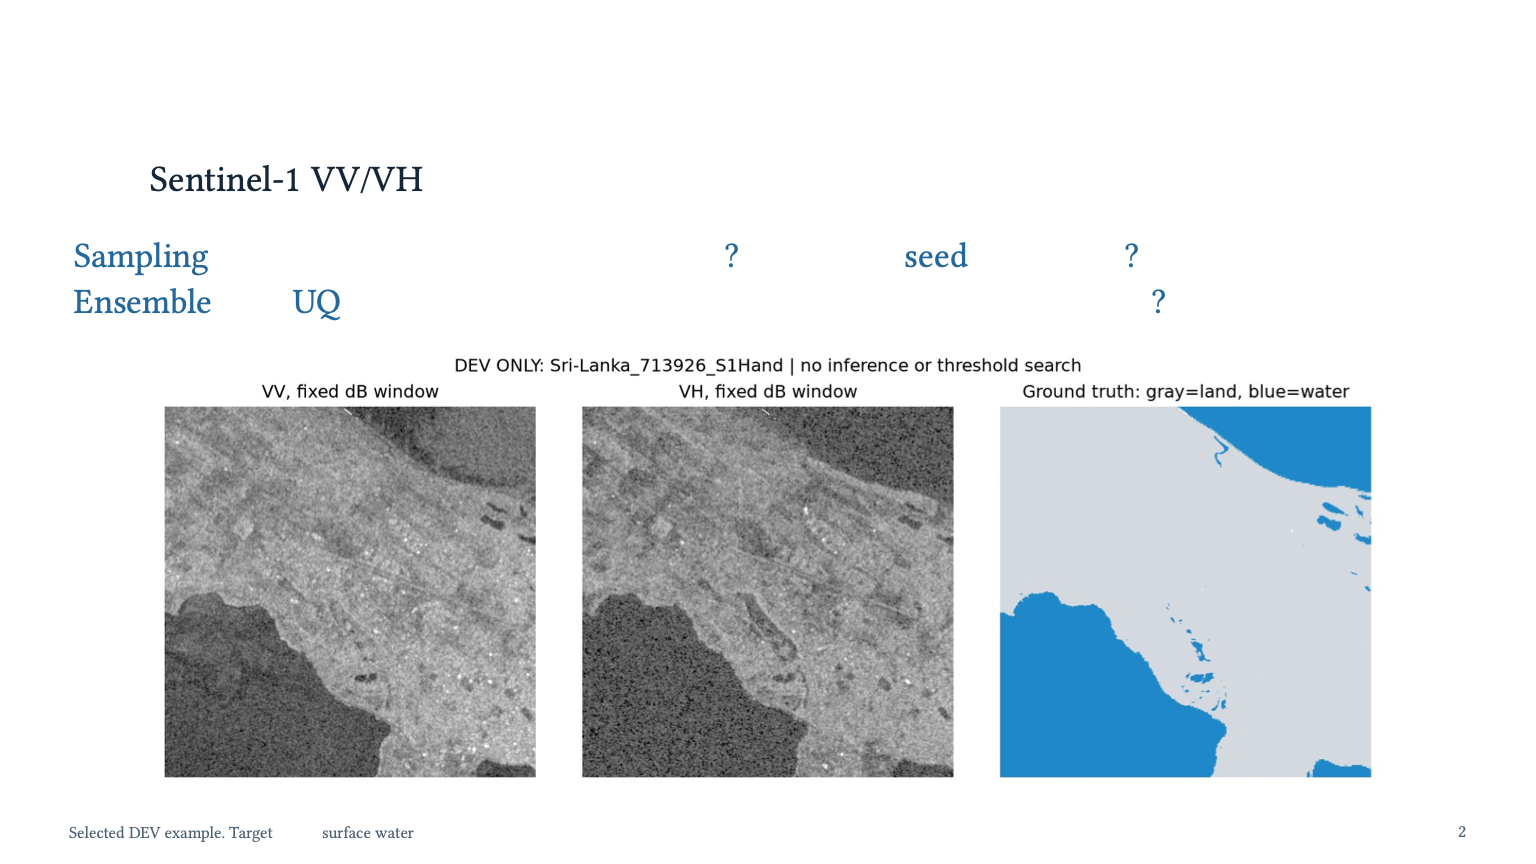 Sentinel-1 VV/VH
Sampling ? seed ?
Ensemble UQ ?
DEV ONLY: Sri-Lanka_713926_S1Hand | no inference or threshold search
VV, fixed dB window
VH, fixed dB window
Ground truth: gray=land, blue=water
Selected DEV example. Target surface water
2